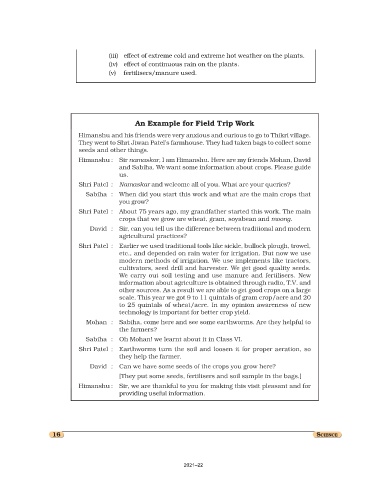 (iii) effect of extreme cold and extreme hot weather on the plants.
(iv) effect of continuous rain on the plants.
(v) fertilisers/manure used.
An Example for Field Trip Work
Himanshu and his friends were very anxious and curious to go to Thikri village.
They went to Shri Jiwan Patel's farmhouse. They had taken bags to collect some
seeds and other things.
Himanshu : Sir namaskar, I am Himanshu. Here are my friends Mohan, David
and Sabiha. We want some information about crops. Please guide
us.
Shri Patel : Namaskar and welcome all of you. What are your queries?
Sabiha : When did you start this work and what are the main crops that
you grow?
Shri Patel : About 75 years ago, my grandfather started this work. The main
crops that we grow are wheat, gram, soyabean and moong.
David : Sir, can you tell us the difference between traditional and modern
agricultural practices?
Shri Patel : Earlier we used traditional tools like sickle, bullock plough, trowel,
etc., and depended on rain water for irrigation. But now we use
modern methods of irrigation. We use implements like tractors,
cultivators, seed drill and harvester. We get good quality seeds.
We carry out soil testing and use manure and fertilisers. New
information about agriculture is obtained through radio, T.V. and
other sources. As a result we are able to get good crops on a large
scale. This year we got 9 to 11 quintals of gram crop/acre and 20
to 25 quintals of wheat/acre. In my opinion awareness of new
technology is important for better crop yield.
Mohan : Sabiha, come here and see some earthworms. Are they helpful to
the farmers?
Sabiha : Oh Mohan! we learnt about it in Class VI.
Shri Patel : Earthworms turn the soil and loosen it for proper aeration, so
they help the farmer.
David : Can we have some seeds of the crops you grow here?
[They put some seeds, fertilisers and soil sample in the bags.]
Himanshu : Sir, we are thankful to you for making this visit pleasant and for
providing useful information.
16
SCIENCE
2021–22